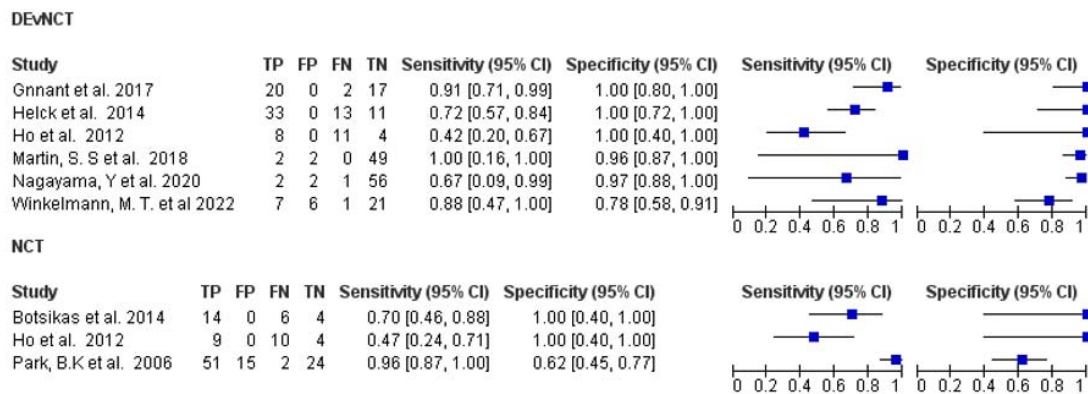 DEvNCT
Study TP FP FN TN Sensitivity (95% CI) Specificity (95% CI) Sensitivity (95% CI) Specificity (95% CI)
Gnnant et al. 2017 20 0 2 17 0.91 [0.71, 0.99] 1.00 [0.80, 1.00]
Helck et al. 2014 33 0 13 11 0.72 [0.57, 0.84] 1.00 [0.72, 1.00]
Ho et al. 2012 8 0 11 4 0.42 [0.20, 0.67] 1.00 [0.40, 1.00]
Martin, S. S et al. 2018 2 2 0 49 1.00 [0.16, 1.00] 0.96 [0.87, 1.00]
Nagayama, Y et al. 2020 2 2 1 56 0.67 [0.09, 0.99] 0.97 [0.88, 1.00]
Winkelmann, M. T. et al 2022 7 6 1 21 0.88 [0.47, 1.00] 0.78 [0.58, 0.91]
0 0.2 0.4 0.6 0.8 1 0 0.2 0.4 0.6 0.8 1
NCT
Study TP FP FN TN Sensitivity (95% CI) Specificity (95% CI) Sensitivity (95% CI) Specificity (95% CI)
Botsikas et al. 2014 14 0 6 4 0.70 [0.46, 0.88] 1.00 [0.40, 1.00]
Ho et al. 2012 9 0 10 4 0.47 [0.24, 0.71] 1.00 [0.40, 1.00]
Park, B.K et al. 2006 51 15 2 24 0.96 [0.87, 1.00] 0.62 [0.45, 0.77]
0 0.2 0.4 0.6 0.8 1 0 0.2 0.4 0.6 0.8 1